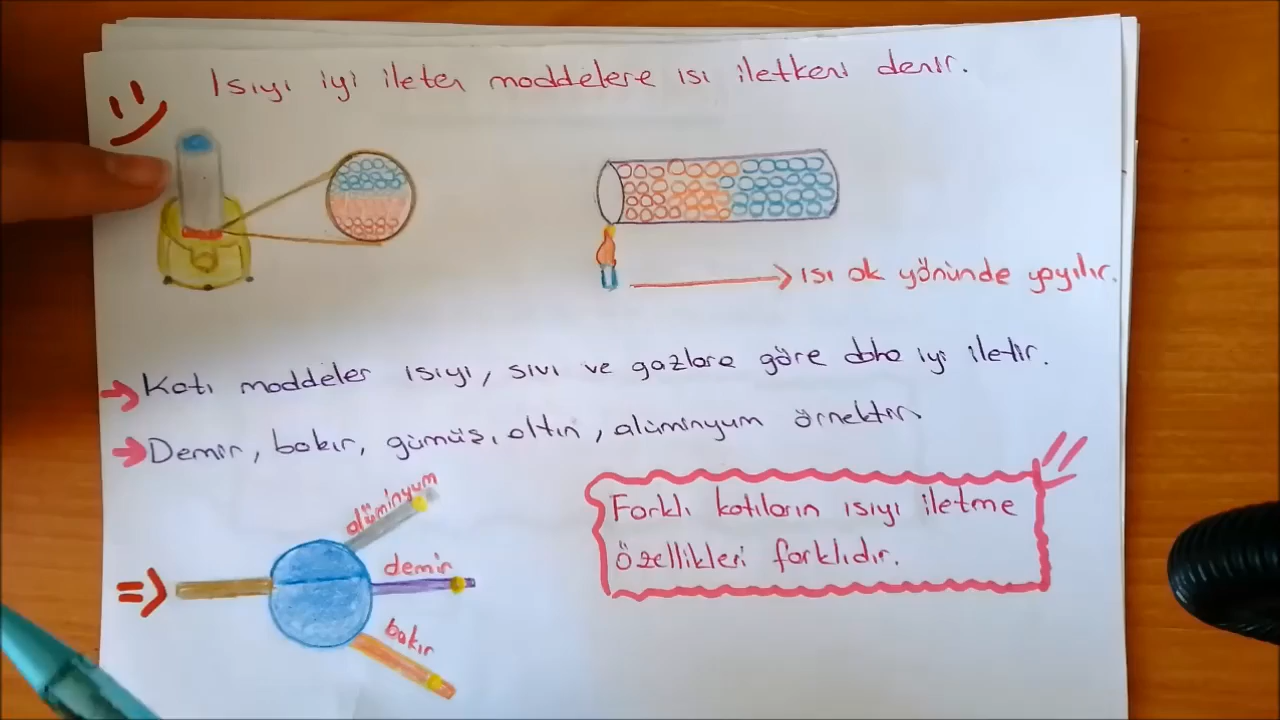 Isıyı iyi ileten maddelere ısı iletkeni denir.
ısı ok yönünde yayılır.
Katı maddeler ısıyı, sıvı ve gazlara göre daha iyi iletir.
Demir, bakır, gümüş, altın, alüminyum örnektir.
alüminyum
demir
bakır
Farklı katıların ısıyı iletme
özellikleri farklıdır.